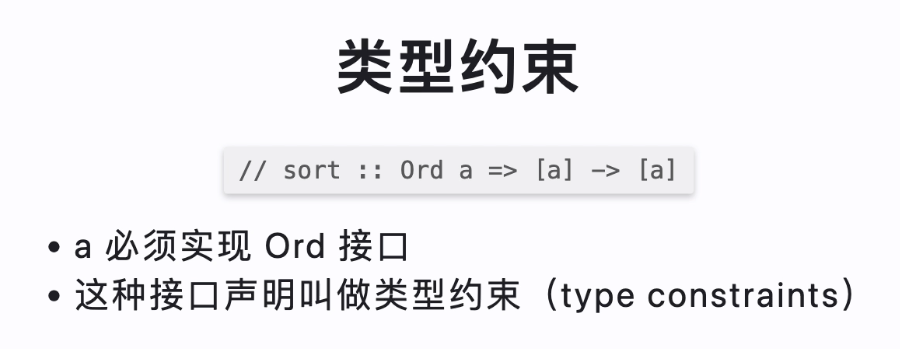 类型约束
// sort :: Ord a => [a] -> [a]
• a 必须实现 Ord 接口
• 这种接口声明叫做类型约束（type constraints）